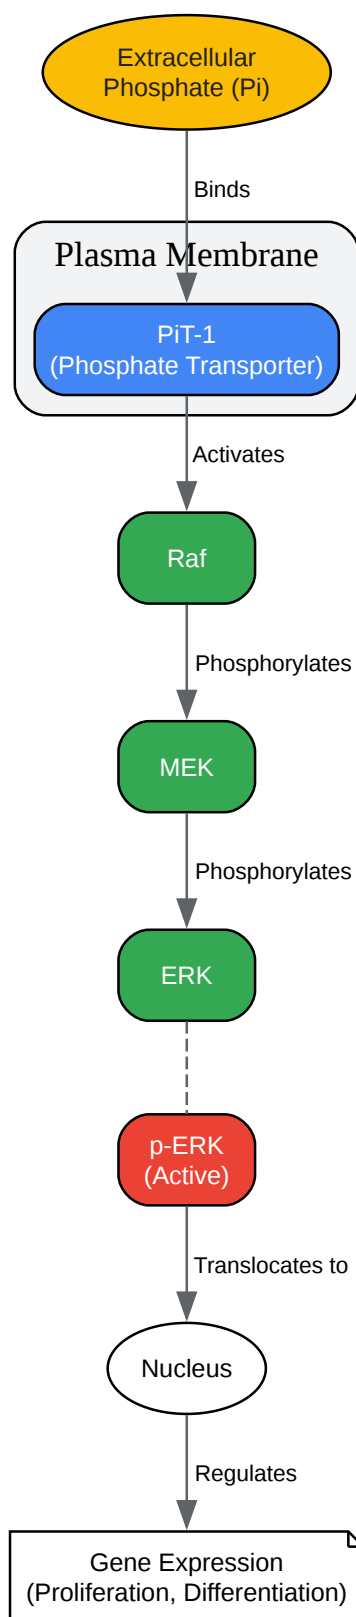 Extracellular
Phosphate (Pi)
Binds
Plasma Membrane
PiT-1
(Phosphate Transporter)
Activates
Raf
Phosphorylates
MEK
Phosphorylates
ERK
p-ERK
(Active)
Translocates to
Nucleus
Regulates
Gene Expression
(Proliferation, Differentiation)